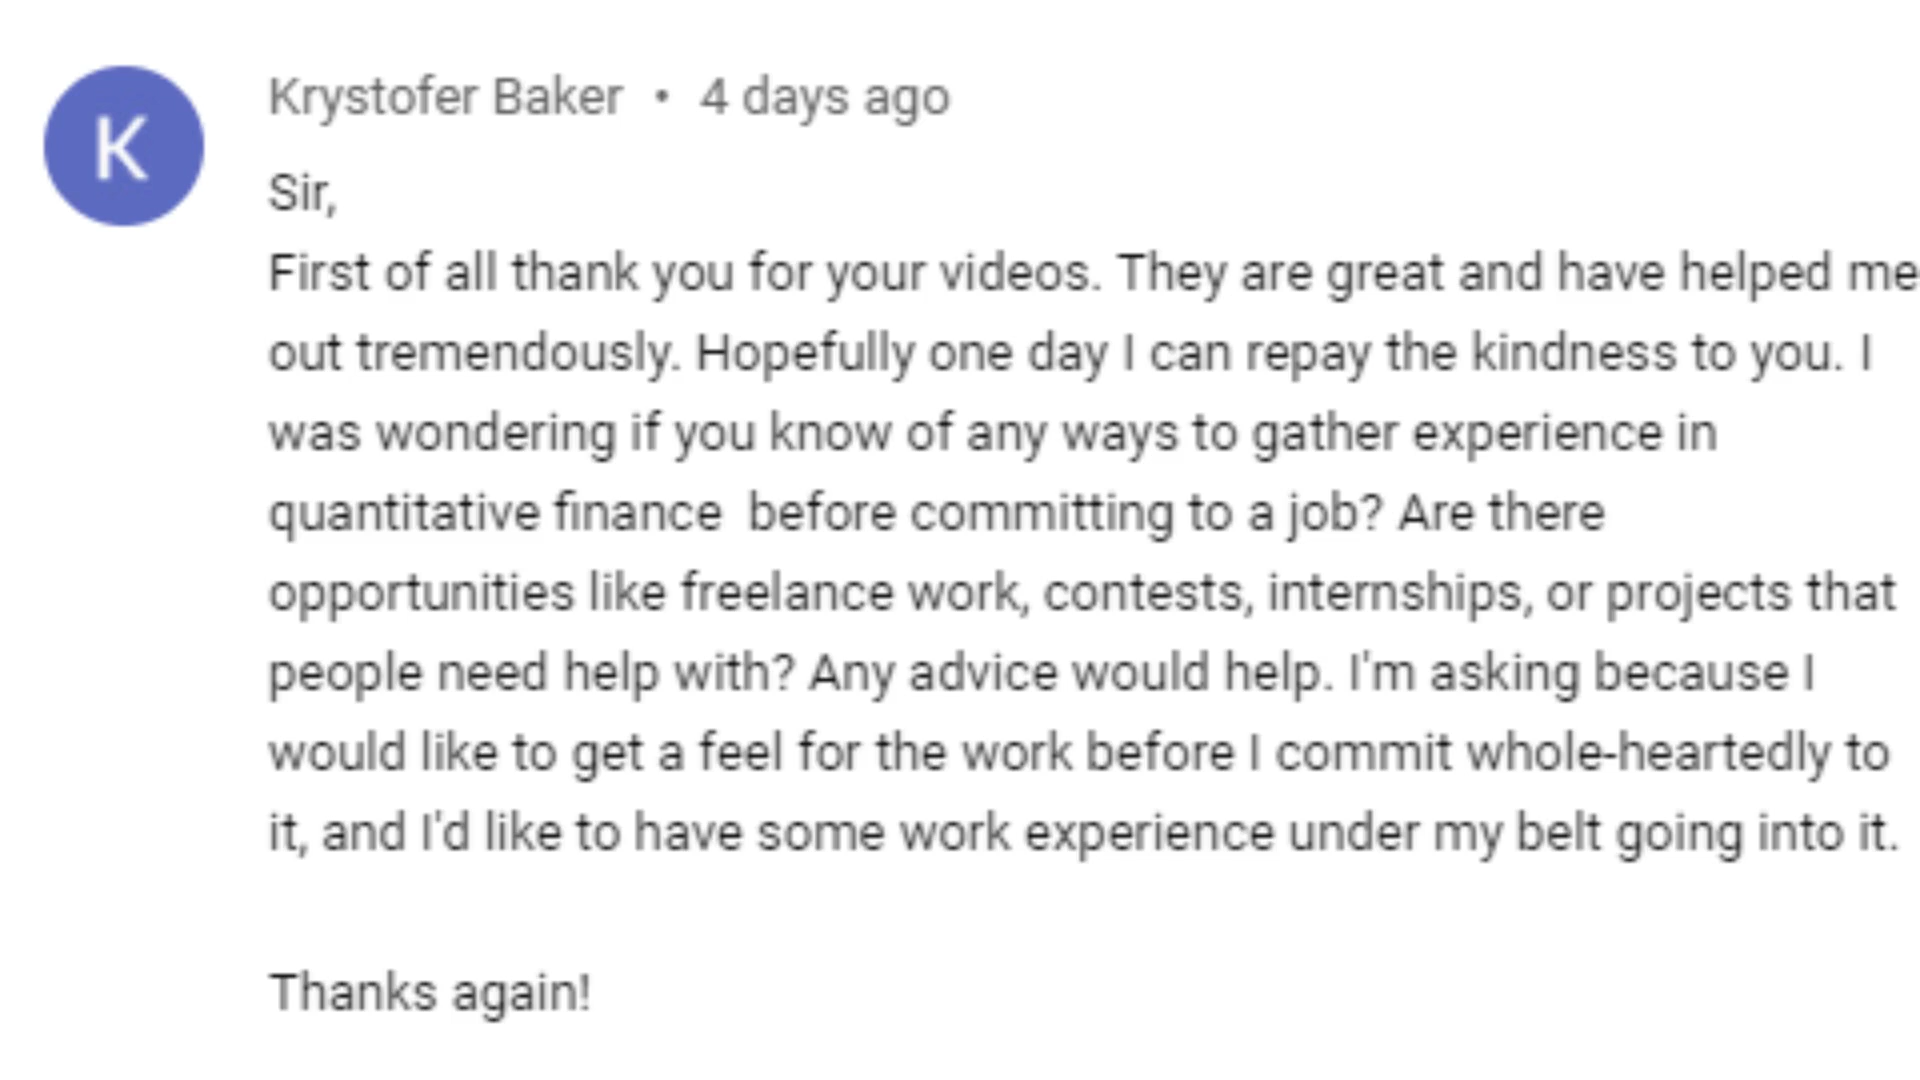 K
Krystofer Baker • 4 days ago
Sir,
First of all thank you for your videos. They are great and have helped me
out tremendously. Hopefully one day I can repay the kindness to you. I
was wondering if you know of any ways to gather experience in
quantitative finance  before committing to a job? Are there
opportunities like freelance work, contests, internships, or projects that
people need help with? Any advice would help. I'm asking because I
would like to get a feel for the work before I commit whole-heartedly to
it, and I'd like to have some work experience under my belt going into it.
Thanks again!